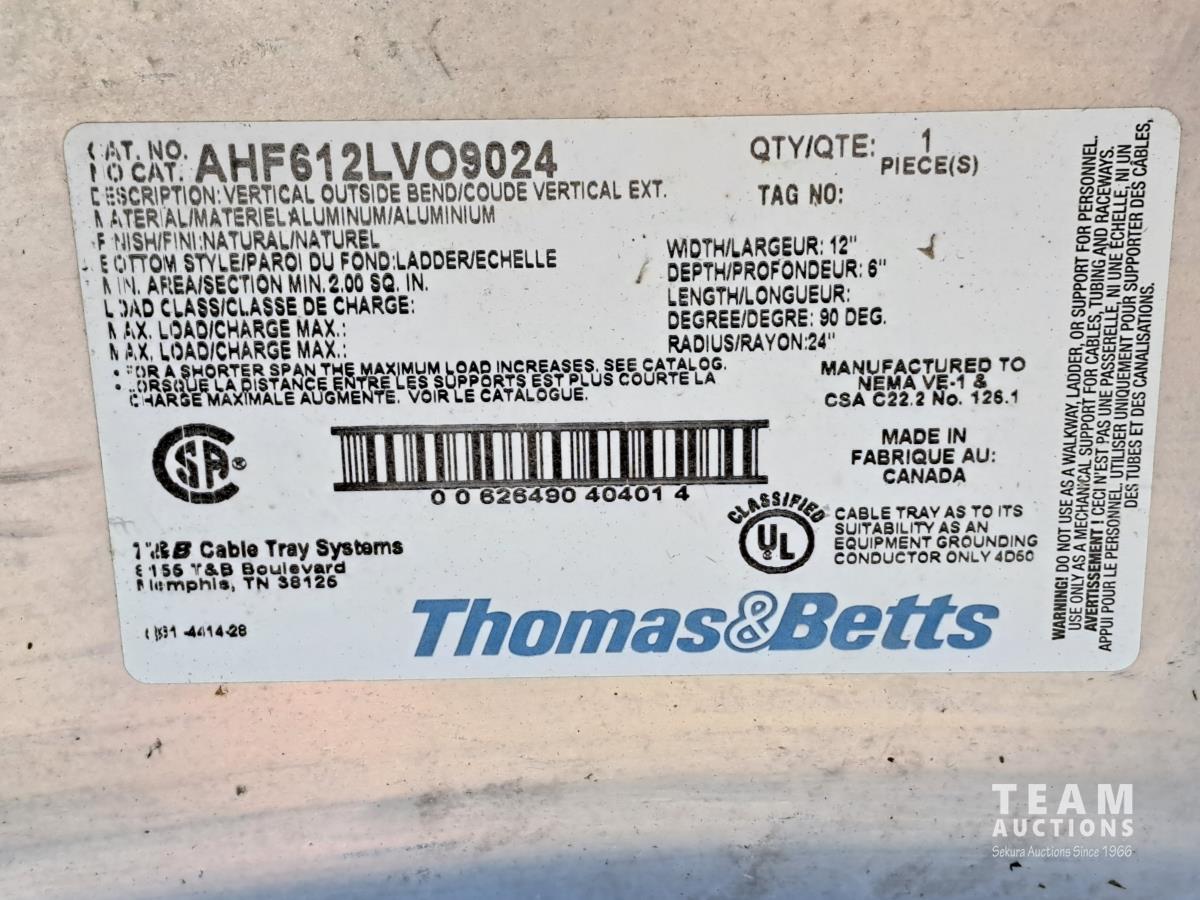 CAT. NO.
NO CAT. AHF612LVO9024
DESCRIPTION: VERTICAL OUTSIDE BEND/COUDE VERTICAL EXT.
MATERIAL/MATERIEL:ALUMINUM/ALUMINIUM
FINISH/FINI:NATURAL/NATUREL
BOTTOM STYLE/PAROI DU FOND:LADDER/ECHELLE
MIN. AREA/SECTION MIN. 2.00 SQ. IN.
LOAD CLASS/CLASSE DE CHARGE:
MAX. LOAD/CHARGE MAX.:
MAX. LOAD/CHARGE MAX.:
• FOR A SHORTER SPAN THE MAXIMUM LOAD INCREASES. SEE CATALOG.
• LORSQUE LA DISTANCE ENTRE LES SUPPORTS EST PLUS COURTE LA
CHARGE MAXIMALE AUGMENTE. VOIR LE CATALOGUE.
QTY/QTE: 1
PIECE(S)
TAG NO:
WIDTH/LARGEUR: 12"
DEPTH/PROFONDEUR: 6"
LENGTH/LONGUEUR:
DEGREE/DEGRE: 90 DEG.
RADIUS/RAYON:24"
MANUFACTURED TO
NEMA VE-1 &
CSA C22.2 No. 126.1
MADE IN
FABRIQUE AU:
CANADA
CSA®
0 0 626490 40401 4
CLASSIFIED
UL
CABLE TRAY AS TO ITS
SUITABILITY AS AN
EQUIPMENT GROUNDING
CONDUCTOR ONLY 4D60
T&B Cable Tray Systems
8155 T&B Boulevard
Memphis, TN 38125
-4414-28
Thomas&Betts
WARNING! DO NOT USE AS A WALKWAY, LADDER, OR SUPPORT FOR PERSONNEL.
USE ONLY AS A MECHANICAL SUPPORT FOR CABLES, TUBING AND RACEWAYS.
AVERTISSEMENT ! CECI N'EST PAS UNE PASSERELLE, NI UNE ECHELLE, NI UN
APPUI POUR LE PERSONNEL. UTILISER UNIQUEMENT POUR SUPPORTER DES CABLES,
DES TUBES ET DES CANALISATIONS.
TEAM
AUCTIONS
Sekura Auctions Since 1966